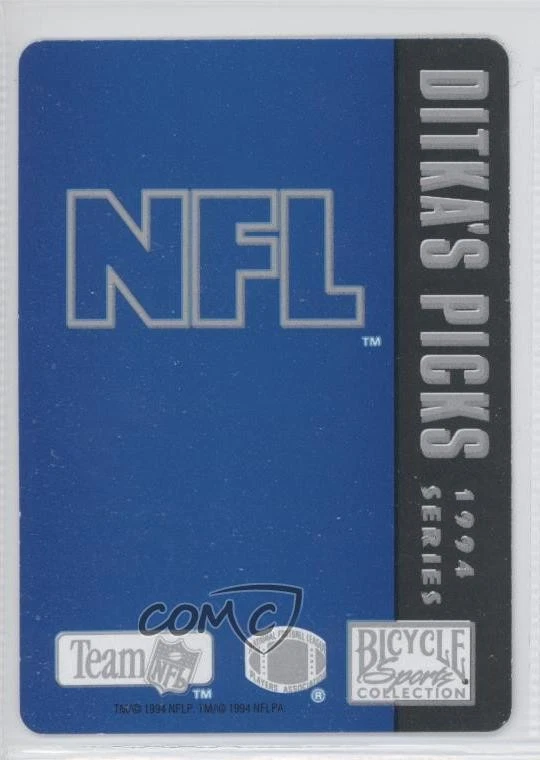 NFL
TM
DITKA'S PICKS
1994
SERIES
COMC
Team NFL
TM
NATIONAL FOOTBALL LEAGUE
PLAYERS ASSOCIATION
®
BICYCLE
Sports
COLLECTION
TM/© 1994 NFLP. TM/© 1994 NFLPA.